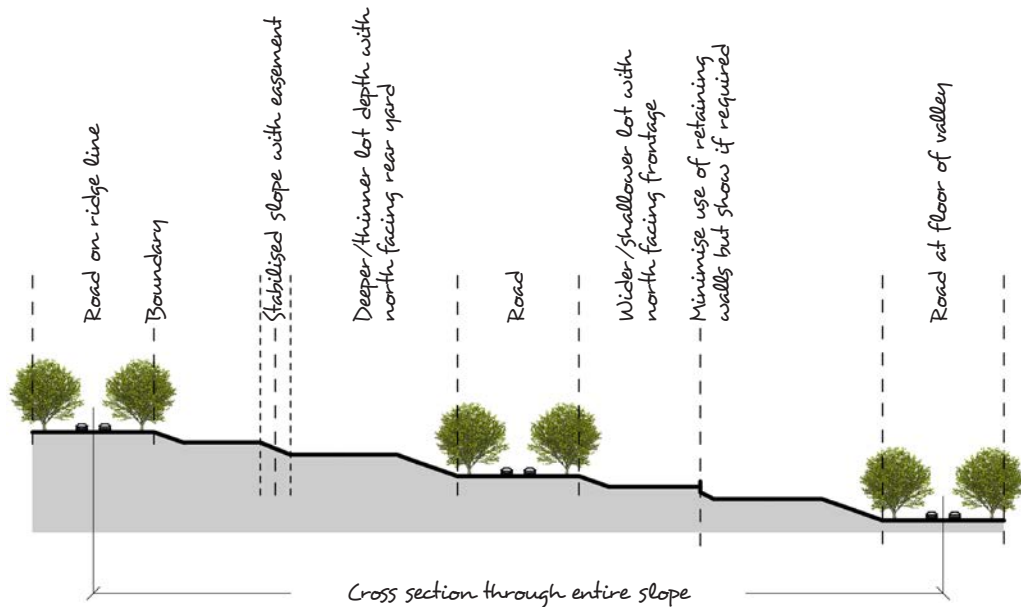 Road on ridge line
Boundary
Stabilised slope with easement
Deeper/thinner lot depth with
north facing rear yard
Road
Wider/shallower lot with
north facing frontage
Minimise use of retaining
walls but show if required
Road at floor of valley
Cross section through entire slope